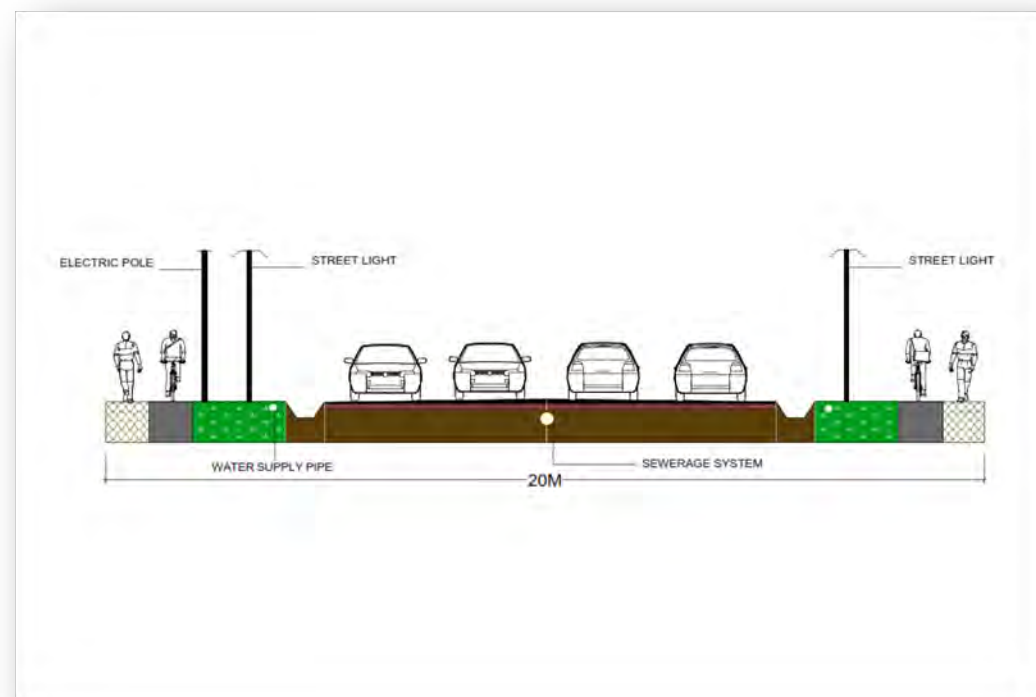 ELECTRIC POLE
STREET LIGHT
STREET LIGHT
WATER SUPPLY PIPE
SEWERAGE SYSTEM
20M